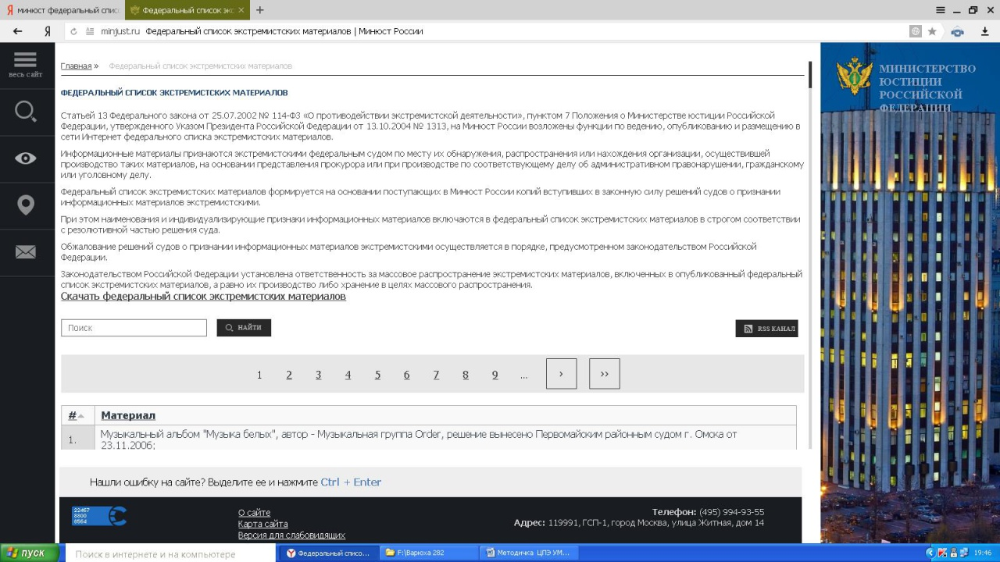 минюст федеральный спис
Федеральный список экс
minjust.ru Федеральный список экстремистских материалов | Минюст России
весь сайт
Главная » Федеральный список экстремистских материалов
ФЕДЕРАЛЬНЫЙ СПИСОК ЭКСТРЕМИСТСКИХ МАТЕРИАЛОВ
Статьей 13 Федерального закона от 25.07.2002 № 114-ФЗ «О противодействии экстремистской деятельности», пунктом 7 Положения о Министерстве юстиции Российской
Федерации, утвержденного Указом Президента Российской Федерации от 13.10.2004 № 1313, на Минюст России возложены функции по ведению, опубликованию и размещению в
сети Интернет федерального списка экстремистских материалов.
Информационные материалы признаются экстремистскими федеральным судом по месту их обнаружения, распространения или нахождения организации, осуществившей
производство таких материалов, на основании представления прокурора или при производстве по соответствующему делу об административном правонарушении, гражданскому
или уголовному делу.
Федеральный список экстремистских материалов формируется на основании поступающих в Минюст России копий вступивших в законную силу решений судов о признании
информационных материалов экстремистскими.
При этом наименования и индивидуализирующие признаки информационных материалов включаются в федеральный список экстремистских материалов в строгом соответствии
с резолютивной частью решения суда.
Обжалование решений судов о признании информационных материалов экстремистскими осуществляется в порядке, предусмотренном законодательством Российской
Федерации.
Законодательством Российской Федерации установлена ответственность за массовое распространение экстремистских материалов, включенных в опубликованный федеральный
список экстремистских материалов, а равно их производство либо хранение в целях массового распространения.
Скачать федеральный список экстремистских материалов
Поиск НАЙТИ RSS КАНАЛ
1 2 3 4 5 6 7 8 9 ... › ››
# Материал
1. Музыкальный альбом "Музыка белых", автор - Музыкальная группа Order, решение вынесено Первомайским районным судом г. Омска от
23.11.2006;
Нашли ошибку на сайте? Выделите ее и нажмите Ctrl + Enter
22467
8800
8564
О сайте
Карта сайта
Версия для слабовидящих
Телефон: (495) 994-93-55
Адрес: 119991, ГСП-1, город Москва, улица Житная, дом 14
МИНИСТЕРСТВО
ЮСТИЦИИ
РОССИЙСКОЙ
ФЕДЕРАЦИИ
пуск
Поиск в интернете и на компьютере
Федеральный списо...
F:\Варюха 282
Методичка ЦПЭ УМ...
19:46